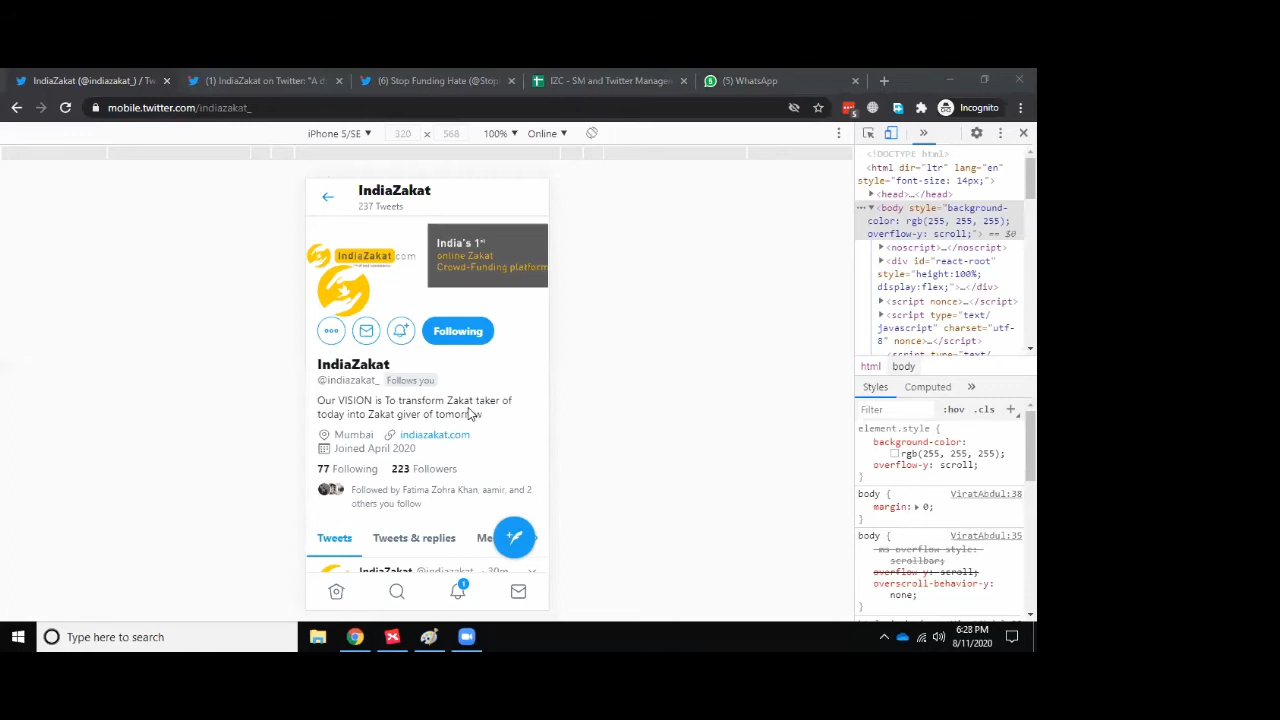 IndiaZakat (@indiazakat_) / Tw
(1) IndiaZakat on Twitter: "A d
(6) Stop Funding Hate (@Stop
IZC - SM and Twitter Manage
(5) WhatsApp
mobile.twitter.com/indiazakat_
5
Incognito
iPhone 5/SE 320 × 568 100% Online
<!DOCTYPE html>
<html dir="ltr" lang="en"
style="font-size: 14px;">
<head>…</head>
<body style="background-
color: rgb(255, 255, 255);
overflow-y: scroll;"> == $0
<noscript>…</noscript>
<div id="react-root"
style="height:100%;
display:flex;">…</div>
<script nonce>…</script>
<script type="text/
javascript" charset="utf-
8" nonce>…</script>
html body
Styles Computed
Filter :hov .cls
element.style {
background-color:
rgb(255, 255, 255);
overflow-y: scroll;
}
body { ViratAbdul:38
margin: 0;
}
body { ViratAbdul:35
-ms-overflow-style:
scrollbar;
overflow-y: scroll;
overscroll-behavior-y:
none;
}
IndiaZakat
237 Tweets
IndiaZakat.com
India's 1st
online Zakat
Crowd-Funding platform
Following
IndiaZakat
@indiazakat_ Follows you
Our VISION is To transform Zakat taker of
today into Zakat giver of tomorrow
Mumbai indiazakat.com
Joined April 2020
77 Following 223 Followers
Followed by Fatima Zohra Khan, aamir, and 2
others you follow
Tweets Tweets & replies Me
IndiaZakat @indiazakat 30m
1
Type here to search
6:28 PM
8/11/2020